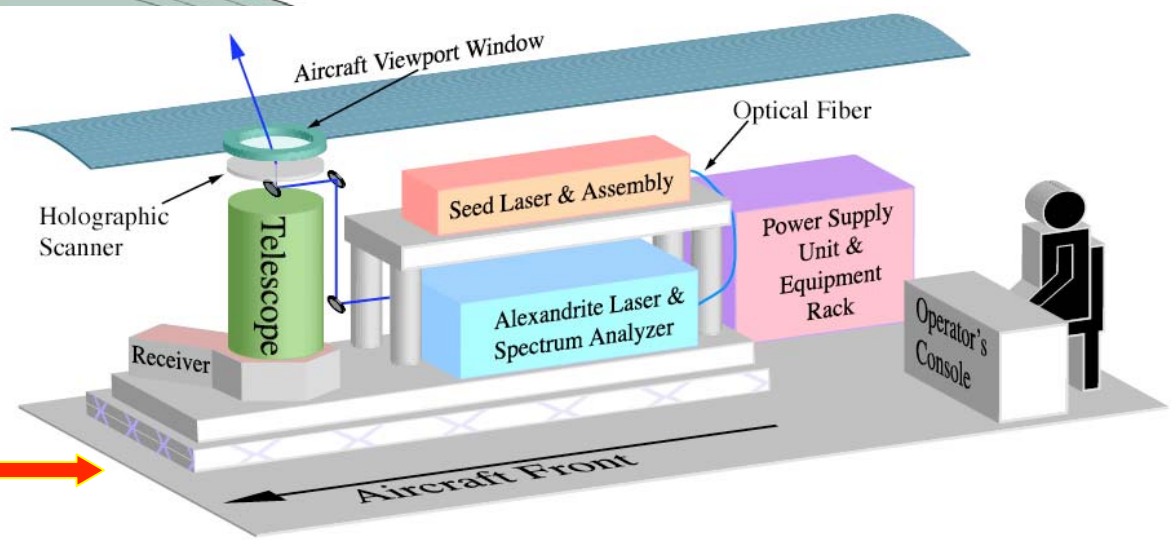 Aircraft Viewport Window
Optical Fiber
Holographic
Scanner
Telescope
Seed Laser & Assembly
Power Supply
Unit &
Equipment
Rack
Alexandrite Laser &
Spectrum Analyzer
Receiver
Operator's
Console
Aircraft Front